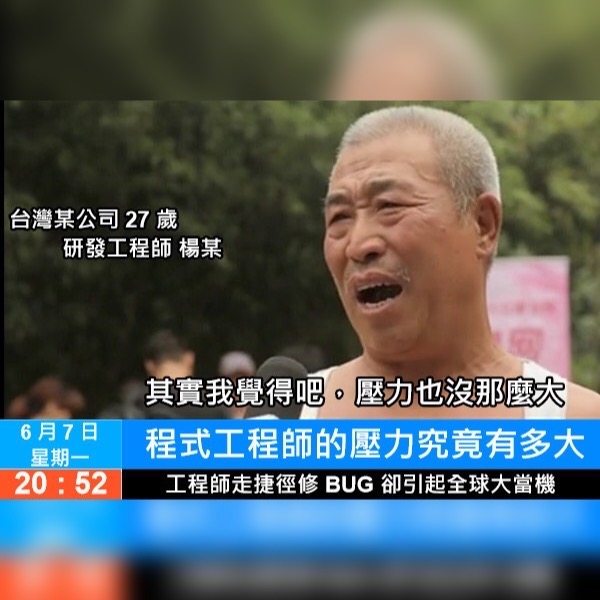 台灣某公司 27 歲
研發工程師 楊某
其實我覺得吧，壓力也沒那麼大
6 月 7 日
星期一
程式工程師的壓力究竟有多大
20：52
工程師走捷徑修 BUG 卻引起全球大當機